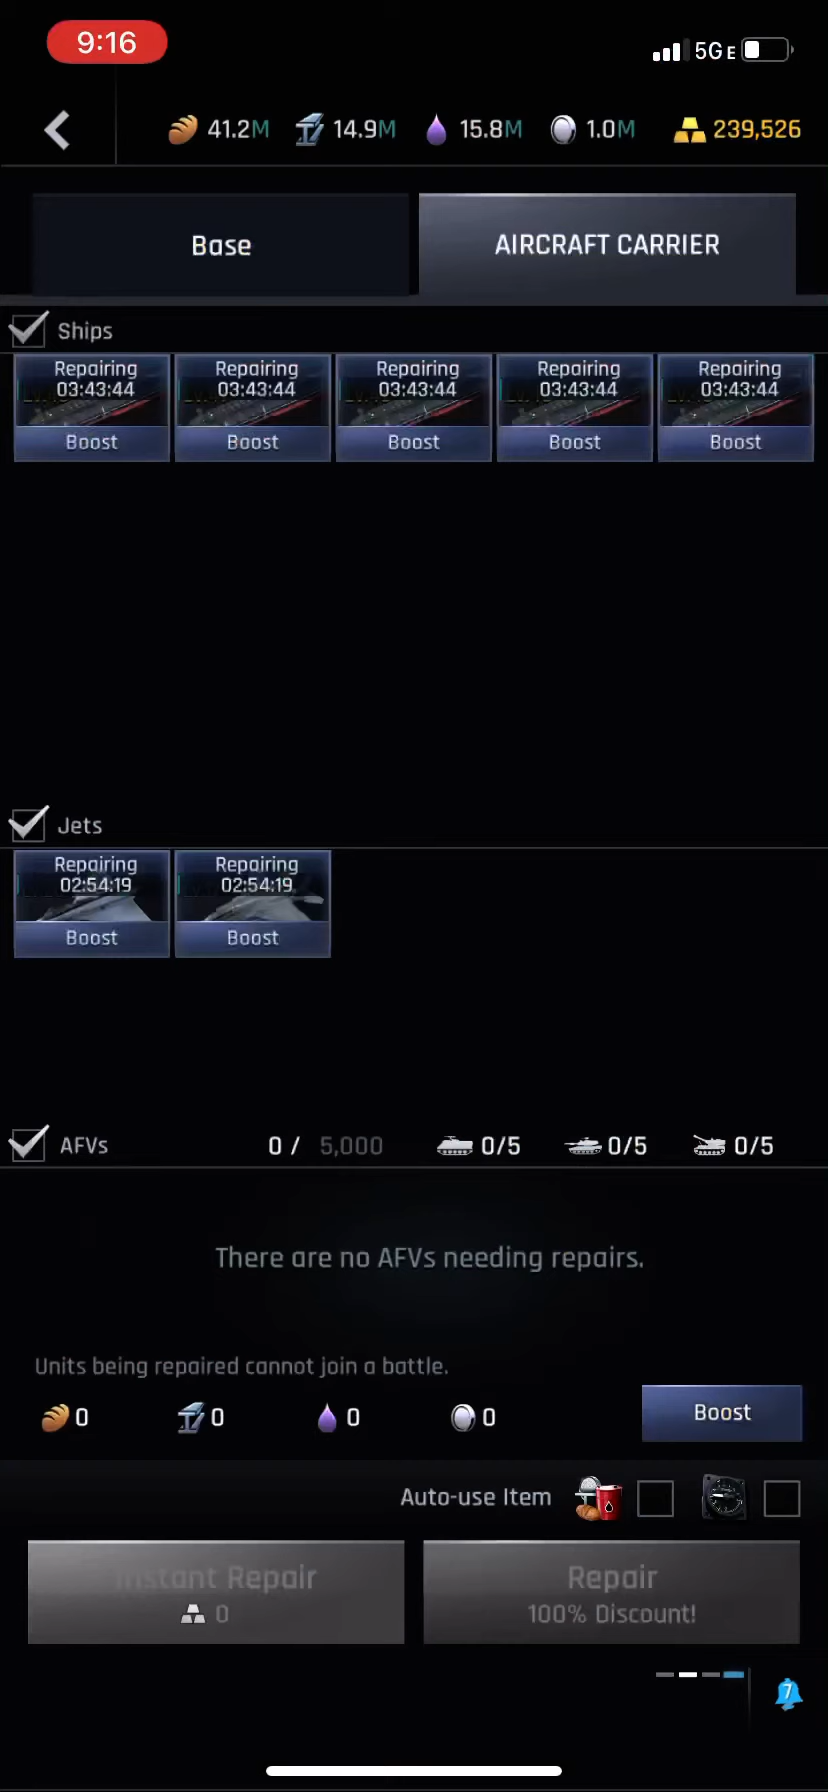 9:16
5GE
41.2M 14.9M 15.8M 1.0M 239,526
Base AIRCRAFT CARRIER
Ships
Repairing Repairing Repairing Repairing Repairing
03:43:44 03:43:44 03:43:44 03:43:44 03:43:44
Boost Boost Boost Boost Boost
Jets
Repairing Repairing
02:54:19 02:54:19
Boost Boost
AFVs 0 / 5,000 0/5 0/5 0/5
There are no AFVs needing repairs.
Units being repaired cannot join a battle.
0 0 0 0 Boost
Auto-use Item
Instant Repair Repair
0 100% Discount!
7